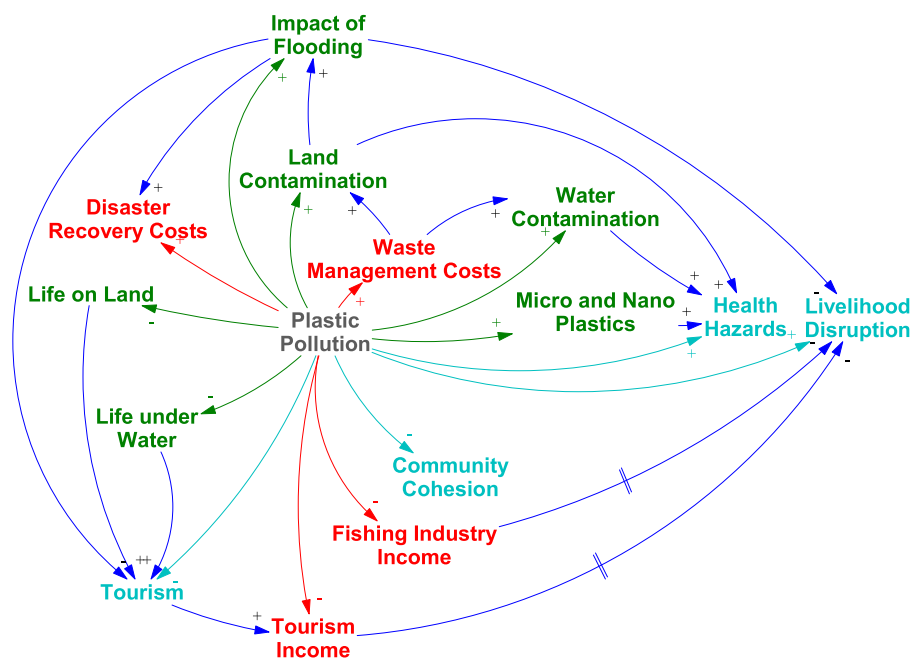 Impact of
Flooding
+
+
Land
Contamination
+
+
+
Disaster
Recovery Costs
+
Water
Contamination
+
+
Waste
Management Costs
+
Life on Land
-
Plastic
Pollution
Micro and Nano
Plastics
+
+
+
+
+
Health
Hazards
-
Livelihood
Disruption
+
-
-
Life under
Water
-
Community
Cohesion
-
Fishing Industry
Income
-
Tourism
-
++
-
+
Tourism
Income
-